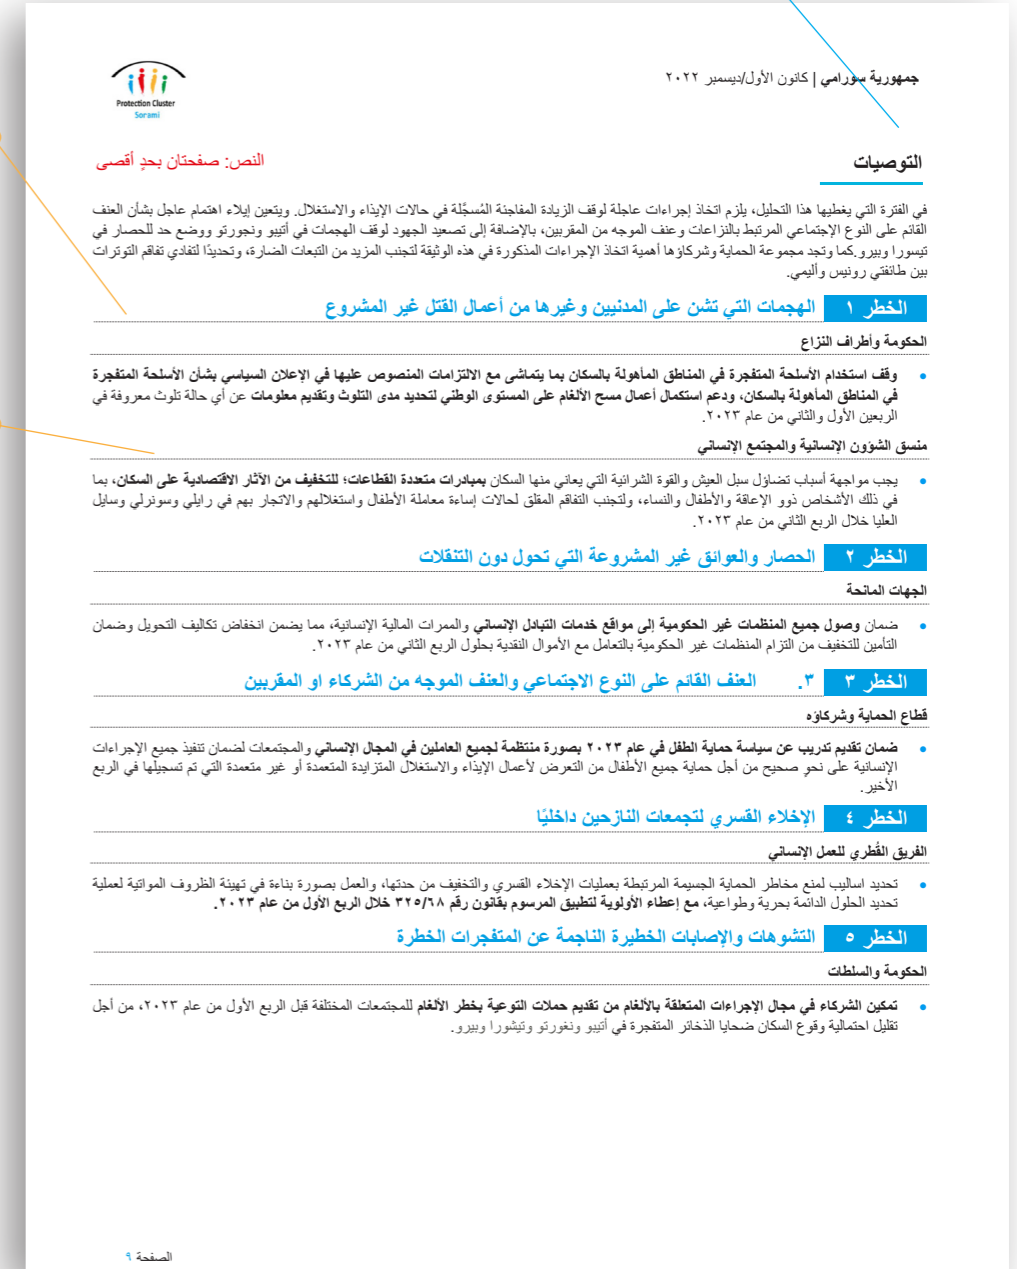 جمهورية سورامي | كانون الأول/ديسمبر ٢٠٢٢
Protection Cluster
Sorami
التوصيات
النص: صفحتان بحدٍ أقصى
في الفترة التي يغطيها هذا التحليل، يلزم اتخاذ إجراءات عاجلة لوقف الزيادة المفاجئة المُسجَّلة في حالات الإيذاء والاستغلال. ويتعين إيلاء اهتمام عاجل بشأن العنف
القائم على النوع الإجتماعي المرتبط بالنزاعات وعنف الموجه من المقربين، بالإضافة إلى تصعيد الجهود لوقف الهجمات في أتيبو ونجورتو ووضع حد للحصار في
تيسورا وبيرو.كما وتجد مجموعة الحماية وشركاؤها أهمية اتخاذ الإجراءات المذكورة في هذه الوثيقة لتجنب المزيد من التبعات الضارة، وتحديدًا لتفادي تفاقم التوترات
بين طائفتي رونيس وأليمي.
الخطر ١ الهجمات التي تشن على المدنيين وغيرها من أعمال القتل غير المشروع
الحكومة وأطراف النزاع
• وقف استخدام الأسلحة المتفجرة في المناطق المأهولة بالسكان بما يتماشى مع الالتزامات المنصوص عليها في الإعلان السياسي بشأن الأسلحة المتفجرة
في المناطق المأهولة بالسكان، ودعم استكمال أعمال مسح الألغام على المستوى الوطني لتحديد مدى التلوث وتقديم معلومات عن أي حالة تلوث معروفة في
الربعين الأول والثاني من عام ٢٠٢٣.
منسق الشؤون الإنسانية والمجتمع الإنساني
• يجب مواجهة أسباب تضاؤل سبل العيش والقوة الشرائية التي يعاني منها السكان بمبادرات متعددة القطاعات؛ للتخفيف من الآثار الاقتصادية على السكان، بما
في ذلك الأشخاص ذوو الإعاقة والأطفال والنساء، ولتجنب التفاقم المقلق لحالات إساءة معاملة الأطفال واستغلالهم والاتجار بهم في رايلي وسونرلي وسايل
العليا خلال الربع الثاني من عام ٢٠٢٣.
الخطر ٢ الحصار والعوائق غير المشروعة التي تحول دون التنقلات
الجهات المانحة
• ضمان وصول جميع المنظمات غير الحكومية إلى مواقع خدمات التبادل الإنساني والممرات المالية الإنسانية، مما يضمن انخفاض تكاليف التحويل وضمان
التأمين للتخفيف من التزام المنظمات غير الحكومية بالتعامل مع الأموال النقدية بحلول الربع الثاني من عام ٢٠٢٣.
الخطر ٣ ٣. العنف القائم على النوع الاجتماعي والعنف الموجه من الشركاء او المقربين
قطاع الحماية وشركاؤه
• ضمان تقديم تدريب عن سياسة حماية الطفل في عام ٢٠٢٣ بصورة منتظمة لجميع العاملين في المجال الإنساني والمجتمعات لضمان تنفيذ جميع الإجراءات
الإنسانية على نحوٍ صحيح من أجل حماية جميع الأطفال من التعرض لأعمال الإيذاء والاستغلال المتزايدة المتعمدة أو غير متعمدة التي تم تسجيلها في الربع
الأخير.
الخطر ٤ الإخلاء القسري لتجمعات النازحين داخليًا
الفريق القُطري للعمل الإنساني
• تحديد اساليب لمنع مخاطر الحماية الجسيمة المرتبطة بعمليات الإخلاء القسري والتخفيف من حدتها، والعمل بصورة بناءة في تهيئة الظروف المواتية لعملية
تحديد الحلول الدائمة بحرية وطواعية، مع إعطاء الأولوية لتطبيق المرسوم بقانون رقم ٣٢٥/٦٨ خلال الربع الأول من عام ٢٠٢٣.
الخطر ٥ التشوهات والإصابات الخطيرة الناجمة عن المتفجرات الخطرة
الحكومة والسلطات
• تمكين الشركاء في مجال الإجراءات المتعلقة بالألغام من تقديم حملات التوعية بخطر الألغام للمجتمعات المختلفة قبل الربع الأول من عام ٢٠٢٣، من أجل
تقليل احتمالية وقوع السكان ضحايا الذخائر المتفجرة في أتيبو ونغورتو وتيشورا وبيرو.
الصفحة ٩